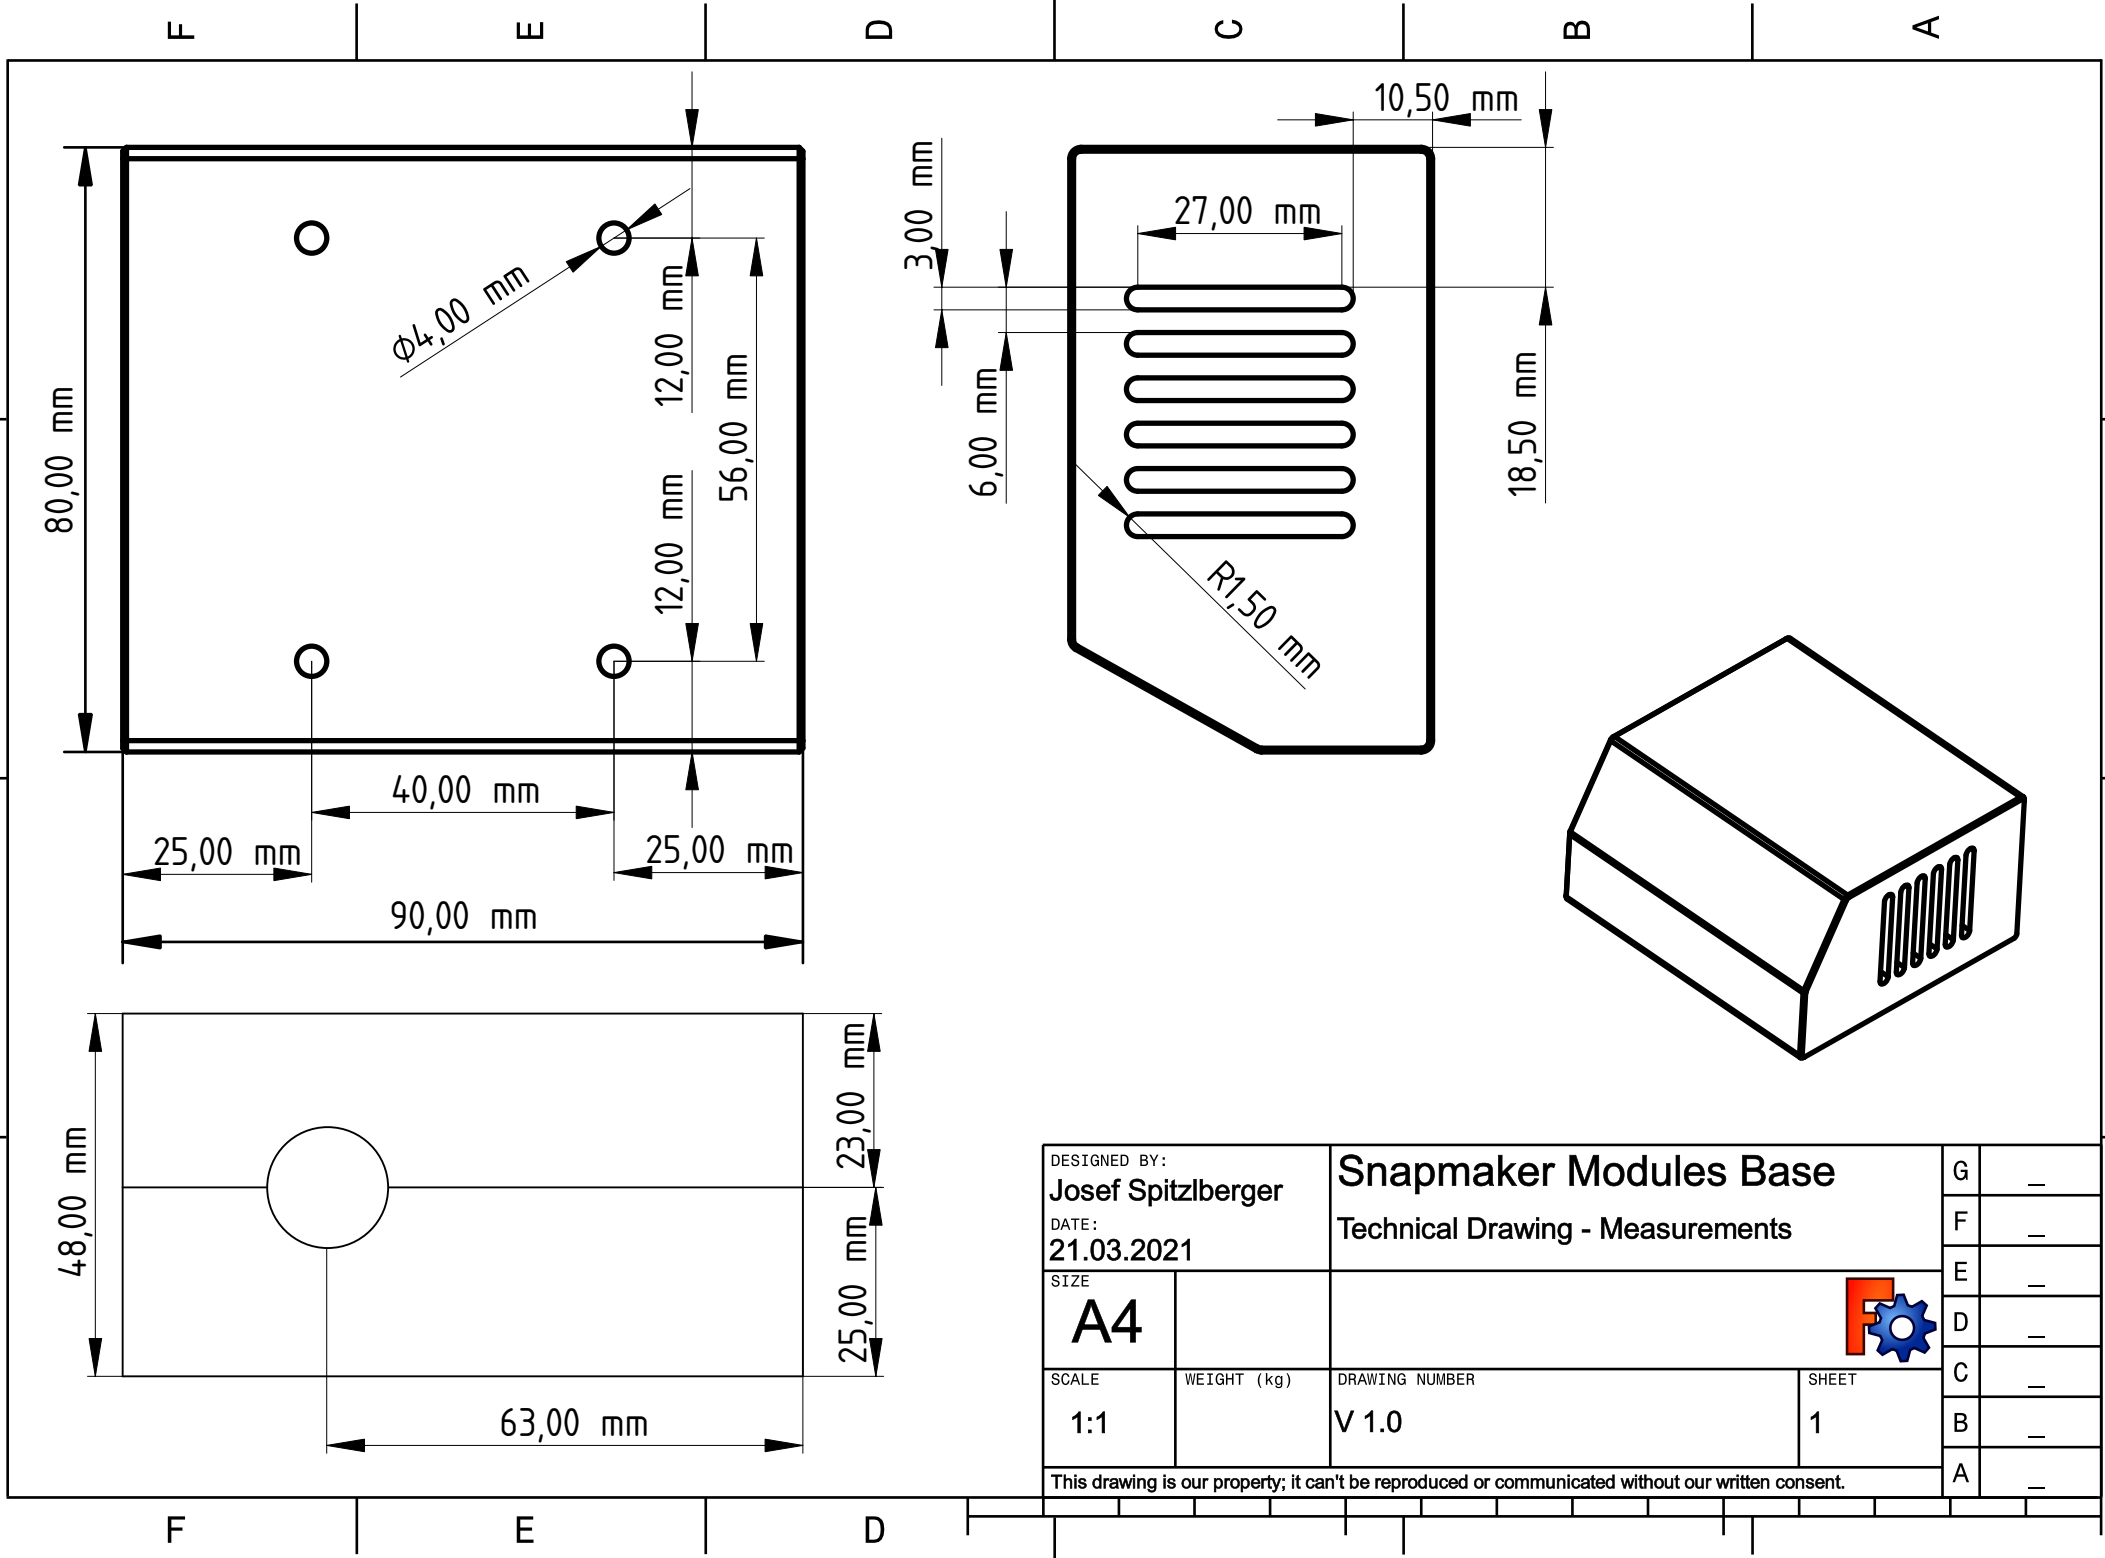 F E D C B A
10,50 mm
3,00 mm
27,00 mm
Φ4,00 mm
12,00 mm
56,00 mm
80,00 mm
6,00 mm
18,50 mm
12,00 mm
R1,50 mm
40,00 mm
25,00 mm
25,00 mm
90,00 mm
23,00 mm
48,00 mm
25,00 mm
63,00 mm
DESIGNED BY:
Josef Spitzlberger
DATE:
21.03.2021
Snapmaker Modules Base
Technical Drawing - Measurements
SIZE
A4
SCALE
1:1
WEIGHT (kg)
DRAWING NUMBER
V 1.0
SHEET
1
G _
F _
E _
D _
C _
B _
A _
This drawing is our property; it can't be reproduced or communicated without our written consent.
F E D